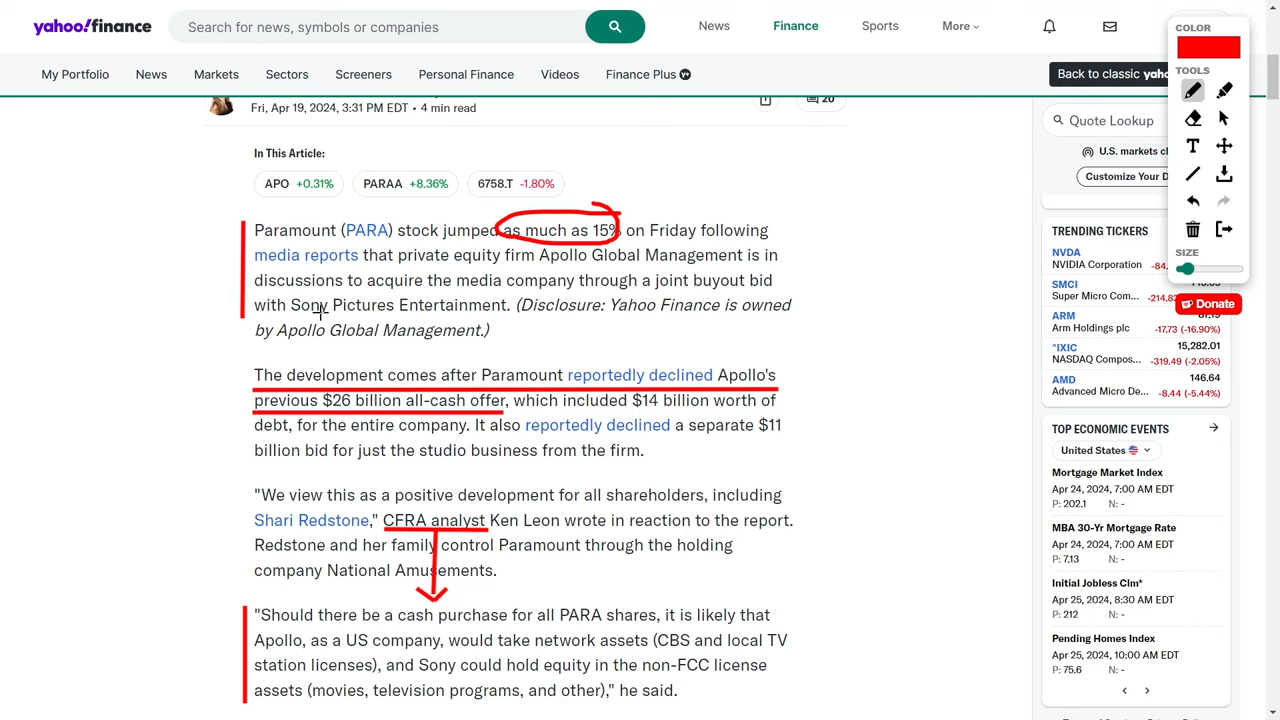 yahoo!finance
Search for news, symbols or companies
News
Finance
Sports
More
COLOR
My Portfolio
News
Markets
Sectors
Screeners
Personal Finance
Videos
Finance Plus
Back to classic
TOOLS
T
SIZE
Donate
Fri, Apr 19, 2024, 3:31 PM EDT • 4 min read
20
In This Article:
APO +0.31%
PARAA +8.36%
6758.T -1.80%
Paramount (PARA) stock jumped as much as 15% on Friday following
media reports that private equity firm Apollo Global Management is in
discussions to acquire the media company through a joint buyout bid
with Sony Pictures Entertainment. (Disclosure: Yahoo Finance is owned
by Apollo Global Management.)
The development comes after Paramount reportedly declined Apollo's
previous $26 billion all-cash offer, which included $14 billion worth of
debt, for the entire company. It also reportedly declined a separate $11
billion bid for just the studio business from the firm.
"We view this as a positive development for all shareholders, including
Shari Redstone," CFRA analyst Ken Leon wrote in reaction to the report.
Redstone and her family control Paramount through the holding
company National Amusements.
"Should there be a cash purchase for all PARA shares, it is likely that
Apollo, as a US company, would take network assets (CBS and local TV
station licenses), and Sony could hold equity in the non-FCC license
assets (movies, television programs, and other)," he said.
Quote Lookup
U.S. markets
Customize Your
TRENDING TICKERS
NVDA
NVIDIA Corporation
SMCI
Super Micro Com...
ARM
Arm Holdings plc -17.73 (-16.90%)
^IXIC 15,282.01
NASDAQ Compos... -319.49 (-2.05%)
AMD 146.64
Advanced Micro De... -8.44 (-5.44%)
TOP ECONOMIC EVENTS
United States
Mortgage Market Index
Apr 24, 2024, 7:00 AM EDT
P: 202.1 N: -
MBA 30-Yr Mortgage Rate
Apr 24, 2024, 7:00 AM EDT
P: 7.13 N: -
Initial Jobless Clm*
Apr 25, 2024, 8:30 AM EDT
P: 212 N: -
Pending Homes Index
Apr 25, 2024, 10:00 AM EDT
P: 75.6 N: -